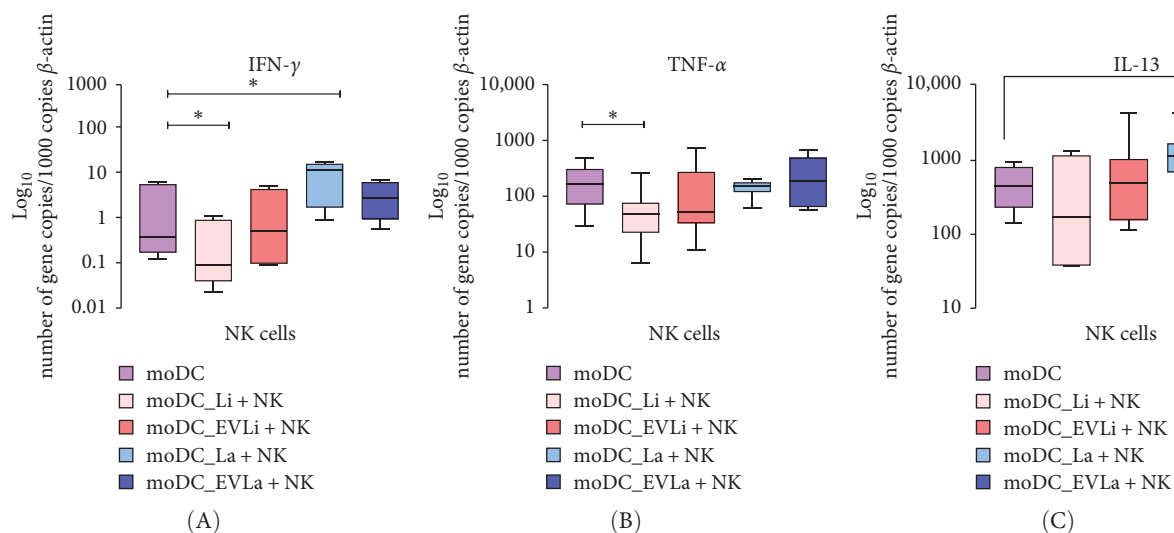 IFN-γ
Log10
number of gene copies/1000 copies β-actin
1000
100
10
1
0.1
0.01
*
*
NK cells
moDC
moDC_Li + NK
moDC_EVLi + NK
moDC_La + NK
moDC_EVLa + NK
(A)
TNF-α
Log10
number of gene copies/1000 copies β-actin
10,000
1000
100
10
1
*
NK cells
moDC
moDC_Li + NK
moDC_EVLi + NK
moDC_La + NK
moDC_EVLa + NK
(B)
IL-13
Log10
number of gene copies/1000 copies β-actin
10,000
1000
100
10
NK cells
moDC
moDC_Li + NK
moDC_EVLi + NK
moDC_La + NK
moDC_EVLa + NK
(C)